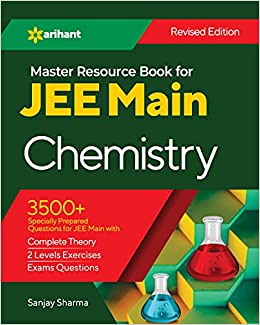 arihant
Revised Edition
Master Resource Book for
JEE Main
Chemistry
3500+
Specially Prepared
Questions for JEE Main with
Complete Theory
2 Levels Exercises
Exams Questions
Sanjay Sharma